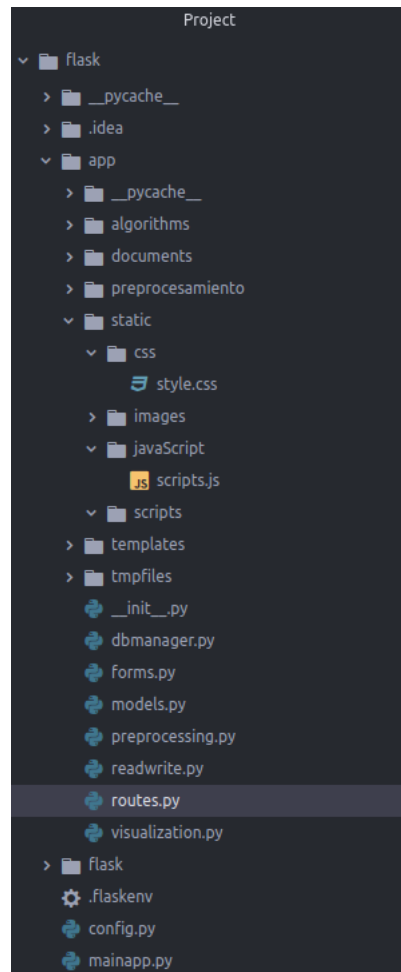 Project
flask
__pycache__
.idea
app
__pycache__
algorithms
documents
preprocesamiento
static
css
style.css
images
javaScript
JS scripts.js
scripts
templates
tmpfiles
__init__.py
dbmanager.py
forms.py
models.py
preprocessing.py
readwrite.py
routes.py
visualization.py
flask
.flaskenv
config.py
mainapp.py